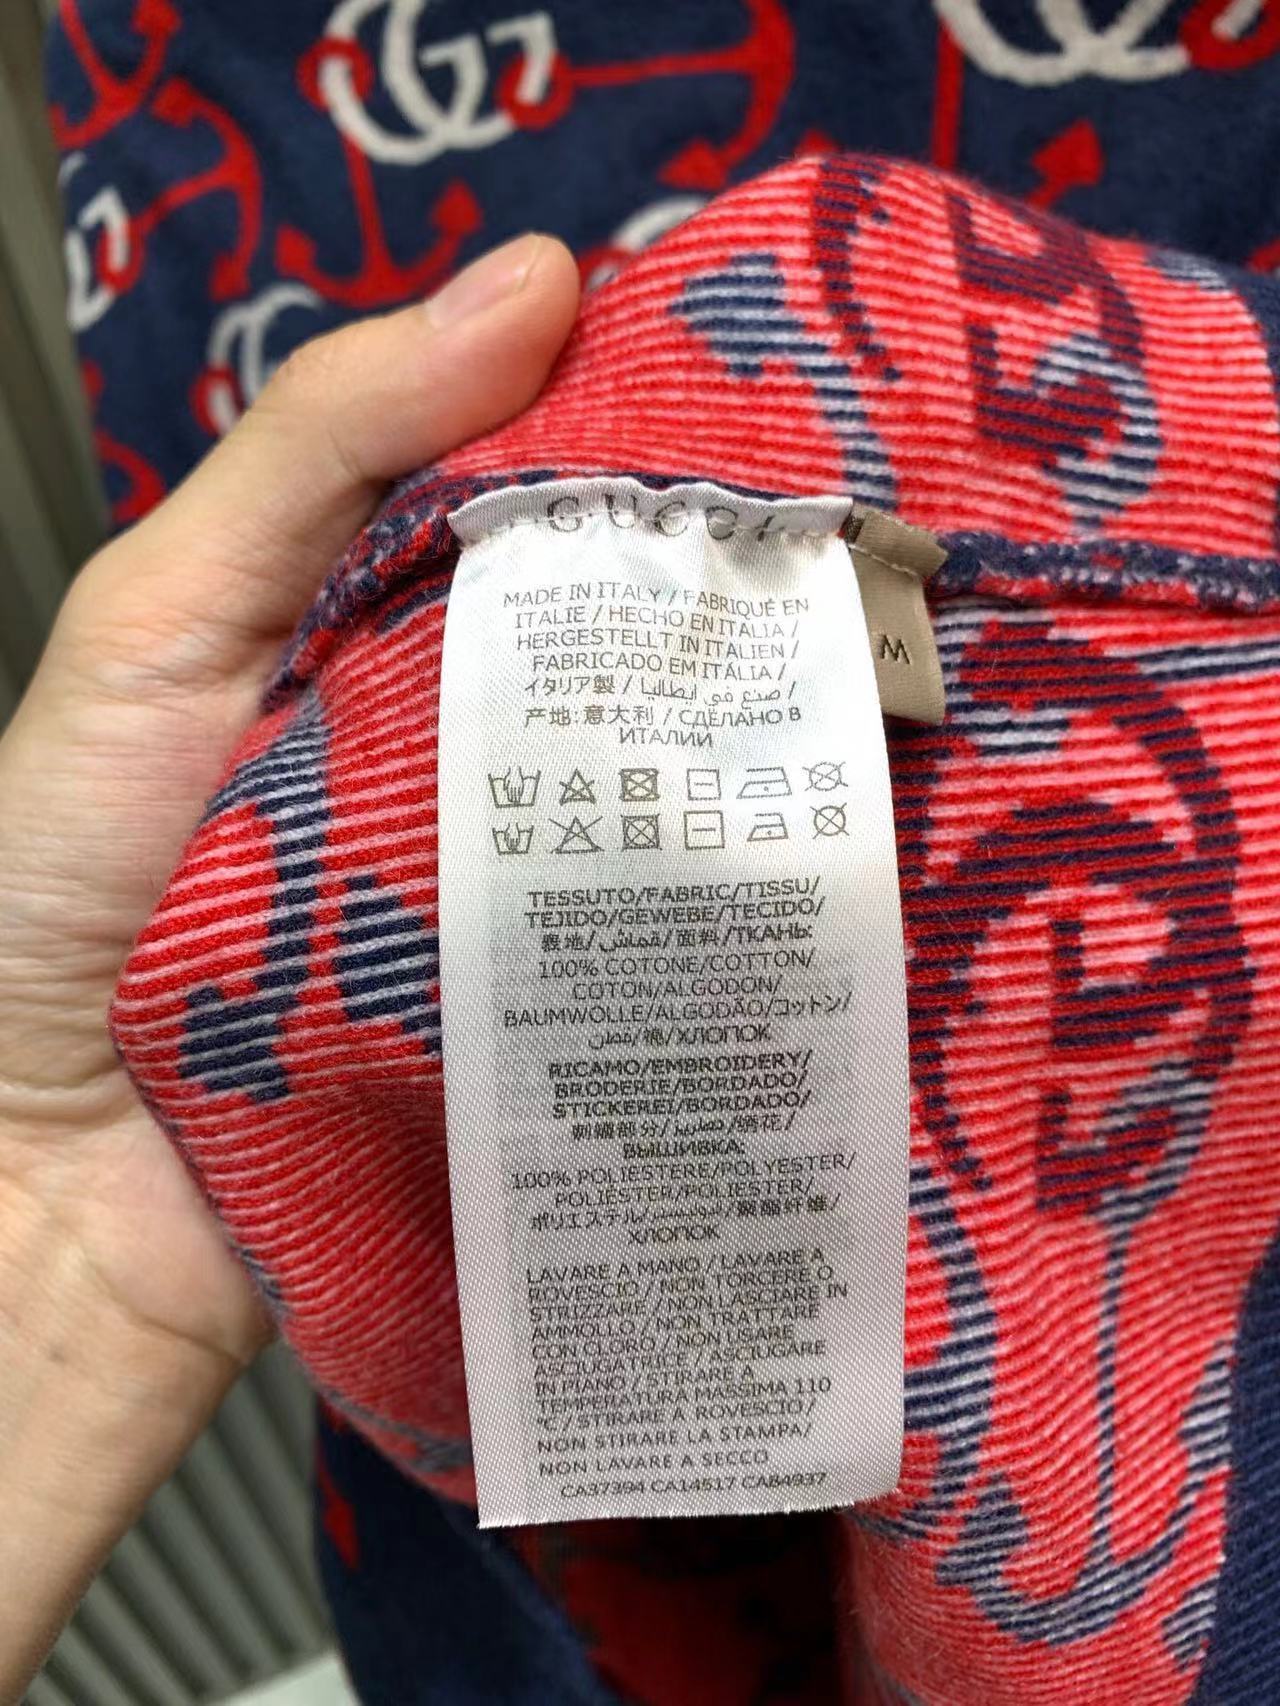 GUCCI
M
MADE IN ITALY / FABRIQUÉ EN
ITALIE / HECHO EN ITALIA /
HERGESTELLT IN ITALIEN /
FABRICADO EM ITÁLIA /
イタリア製 / صنع في ايطاليا /
产地: 意大利 / СДЕЛАНО В
ИТАЛИИ
TESSUTO/FABRIC/TISSU/
TEJIDO/GEWEBE/TECIDO/
表地/قماش/面料/ТКАНЬ:
100% COTONE/COTTON/
COTON/ALGODON/
BAUMWOLLE/ALGODÃO/コットン/
قطن/棉/ХЛОПОК
RICAMO/EMBROIDERY/
BRODERIE/BORDADO/
STICKEREI/BORDADO/
刺繍部分/تطريز/绣花/
ВЫШИВКА:
100% POLIESTERE/POLYESTER/
POLIÉSTER/POLIESTER/
ポリエステル/聚酯纤维/
ХЛОПОК
LAVARE A MANO / LAVARE A
ROVESCIO / NON TORCERE O
STRIZZARE / NON LASCIARE IN
AMMOLLO / NON TRATTARE
CON CLORO / NON USARE
ASCIUGATRICE / ASCIUGARE
IN PIANO / STIRARE A
TEMPERATURA MASSIMA 110
°C / STIRARE A ROVESCIO /
NON STIRARE LA STAMPA/
NON LAVARE A SECCO
CA37394 CA14517 CA84937